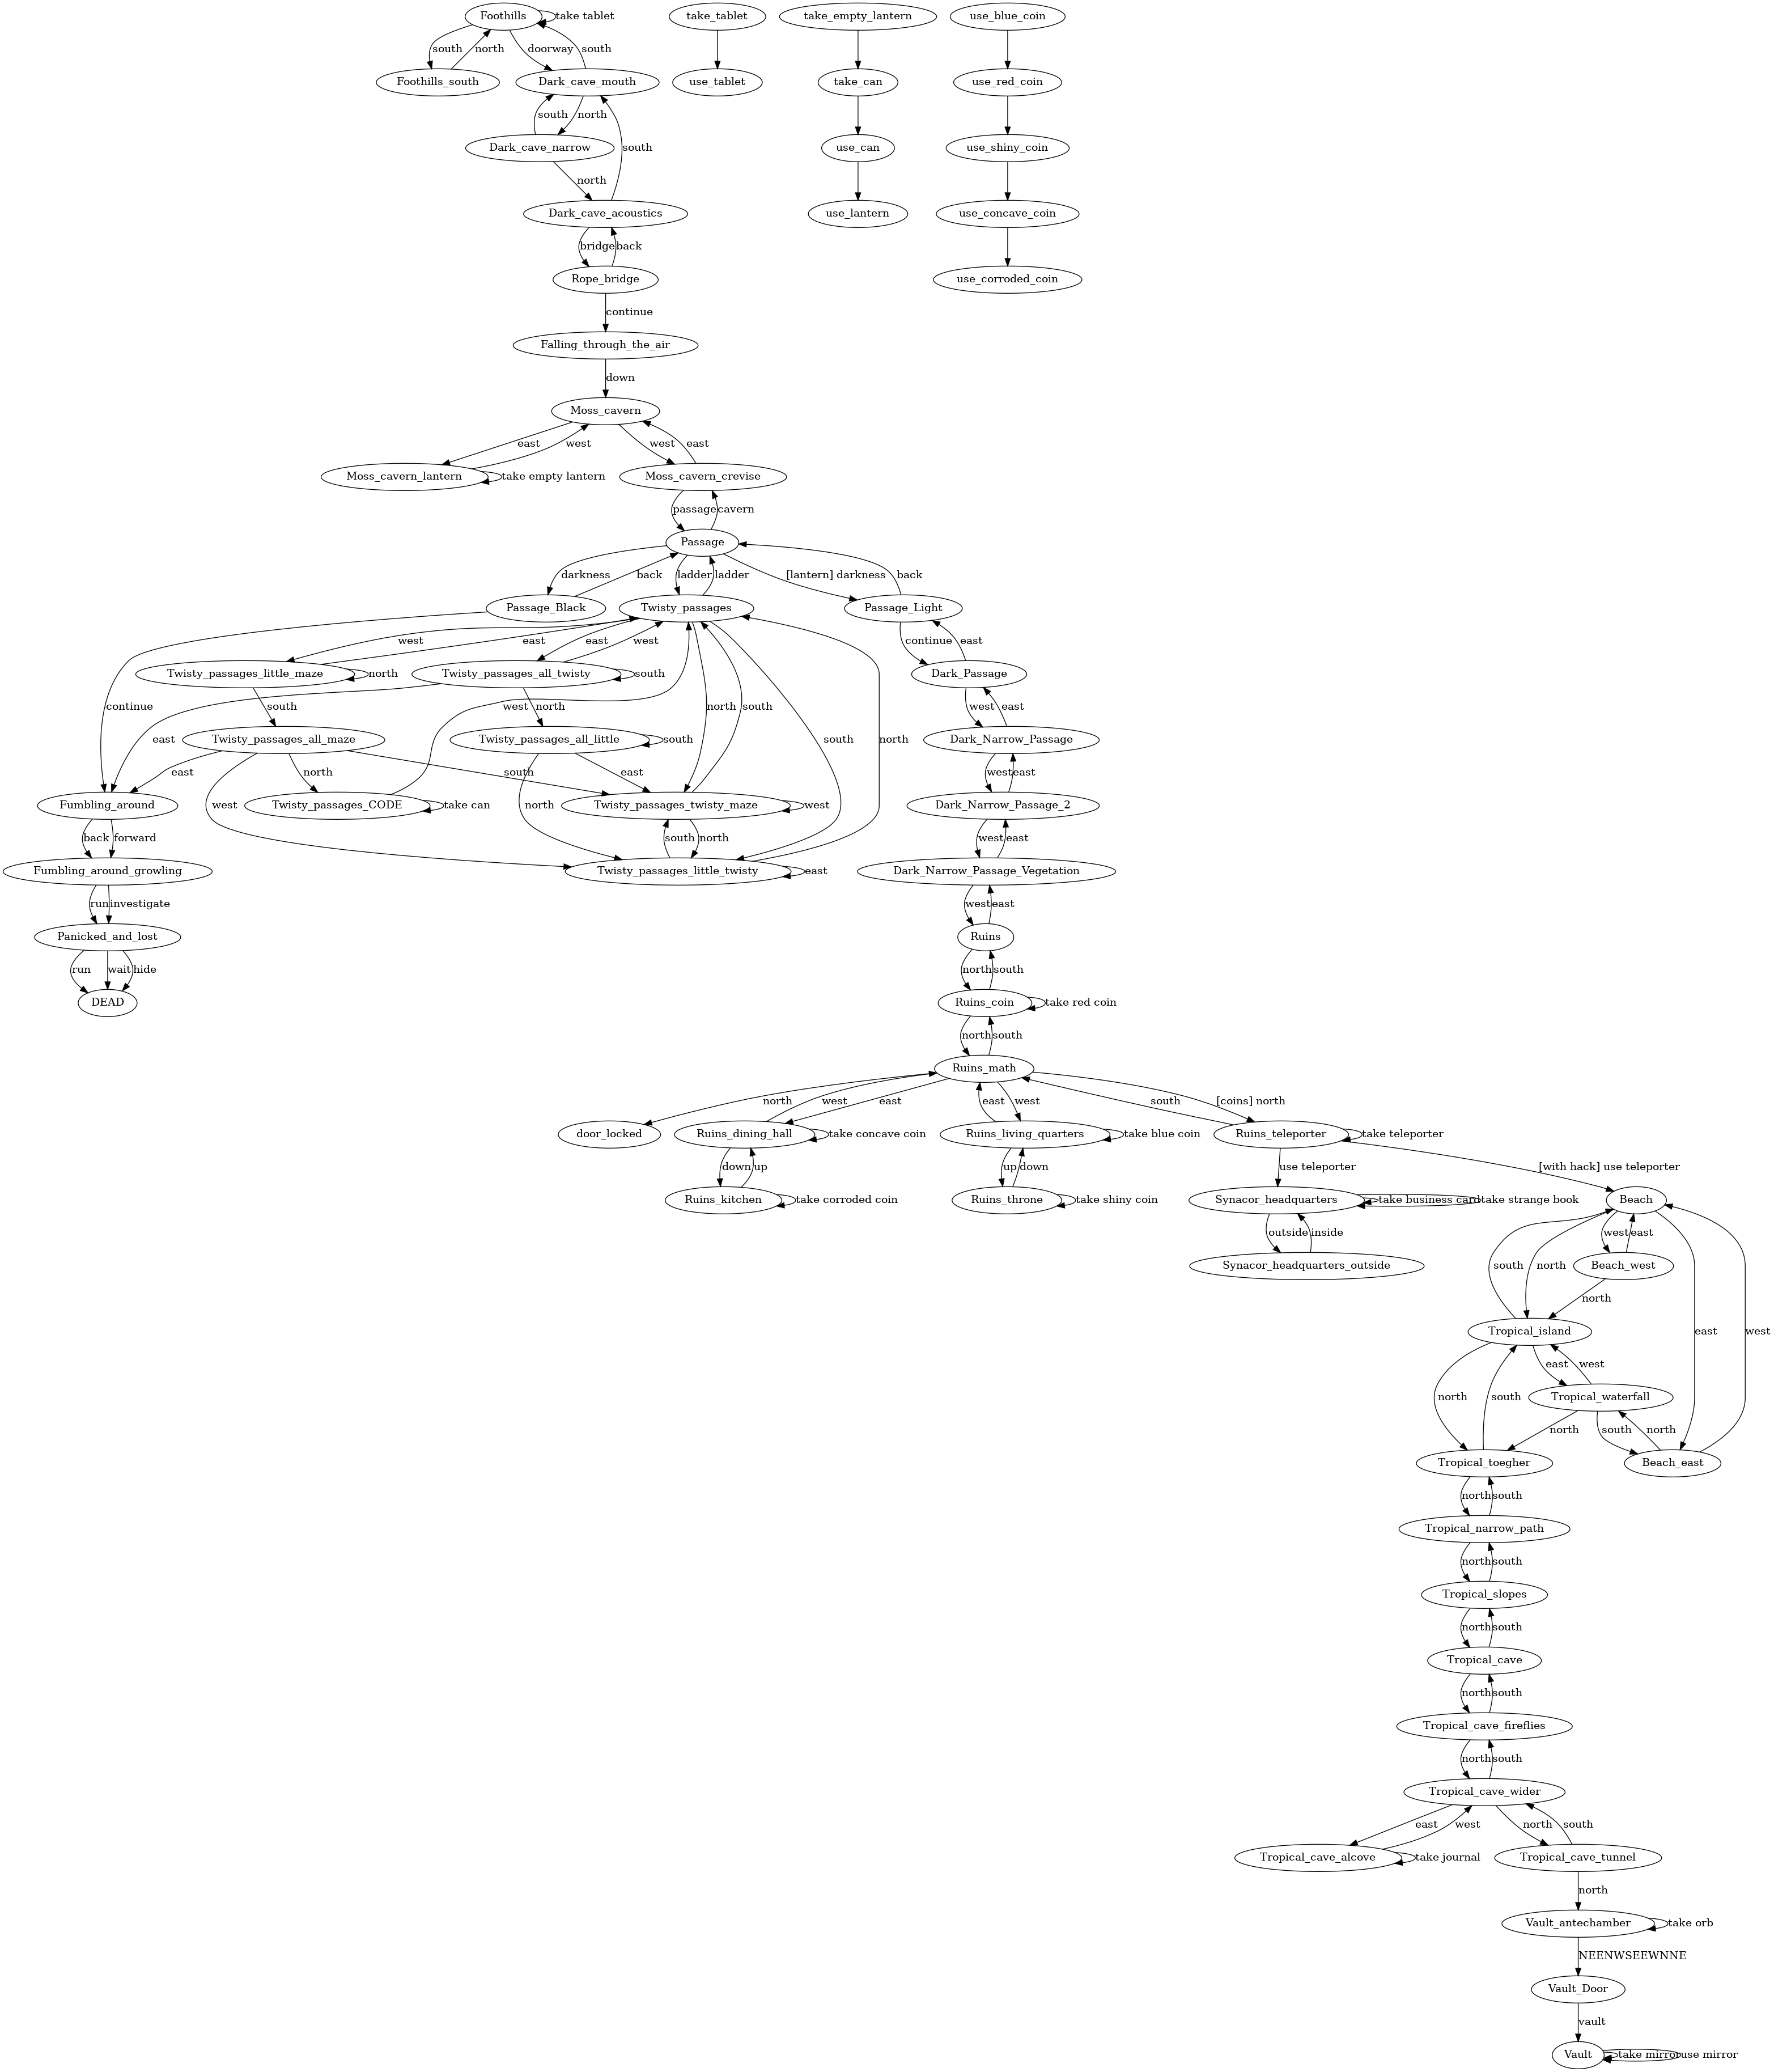 Foothills
take tablet
take_tablet
take_empty_lantern
use_blue_coin
south
north
doorway
south
Foothills_south
Dark_cave_mouth
use_tablet
take_can
use_red_coin
south
north
Dark_cave_narrow
south
use_can
use_shiny_coin
north
Dark_cave_acoustics
use_lantern
use_concave_coin
bridge
back
Rope_bridge
use_corroded_coin
continue
Falling_through_the_air
down
Moss_cavern
east
west
west
east
Moss_cavern_lantern
take empty lantern
Moss_cavern_crevise
passage
cavern
Passage
darkness
back
ladder
ladder
[lantern] darkness
back
Passage_Black
Twisty_passages
Passage_Light
west
east
east
west
continue
east
Twisty_passages_little_maze
north
Twisty_passages_all_twisty
south
Dark_Passage
continue
south
east
west
north
north
south
south
north
west
east
Twisty_passages_all_maze
Twisty_passages_all_little
south
Dark_Narrow_Passage
east
west
north
south
north
east
west
east
Fumbling_around
Twisty_passages_CODE
take can
Twisty_passages_twisty_maze
west
Dark_Narrow_Passage_2
back
forward
south
north
west
east
Fumbling_around_growling
Twisty_passages_little_twisty
east
Dark_Narrow_Passage_Vegetation
run
investigate
west
east
Panicked_and_lost
Ruins
run
wait
hide
north
south
DEAD
Ruins_coin
take red coin
north
south
Ruins_math
north
west
east
east
west
south
[coins] north
door_locked
Ruins_dining_hall
take concave coin
Ruins_living_quarters
take blue coin
Ruins_teleporter
take teleporter
down
up
up
down
use teleporter
[with hack] use teleporter
Ruins_kitchen
take corroded coin
Ruins_throne
take shiny coin
Synacor_headquarters
take business card
take strange book
Beach
outside
inside
south
north
west
east
Synacor_headquarters_outside
Beach_west
north
east
west
Tropical_island
east
west
north
south
Tropical_waterfall
north
south
north
Tropical_toegher
Beach_east
north
south
Tropical_narrow_path
north
south
Tropical_slopes
north
south
Tropical_cave
north
south
Tropical_cave_fireflies
north
south
Tropical_cave_wider
east
west
north
south
Tropical_cave_alcove
take journal
Tropical_cave_tunnel
north
Vault_antechamber
take orb
NEENWSEEWNNE
Vault_Door
vault
Vault
take mirror
use mirror